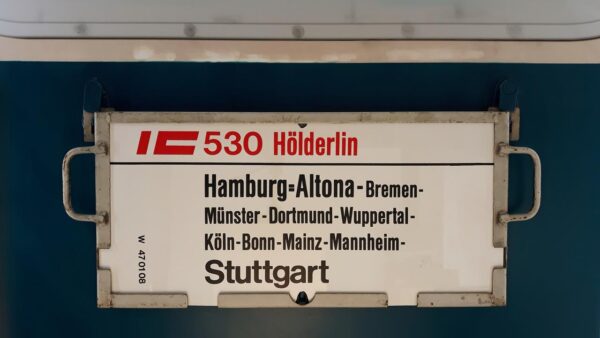 IC 530 Hölderlin
Hamburg=Altona-Bremen-
Münster-Dortmund-Wuppertal-
Köln-Bonn-Mainz-Mannheim-
Stuttgart
W 470108